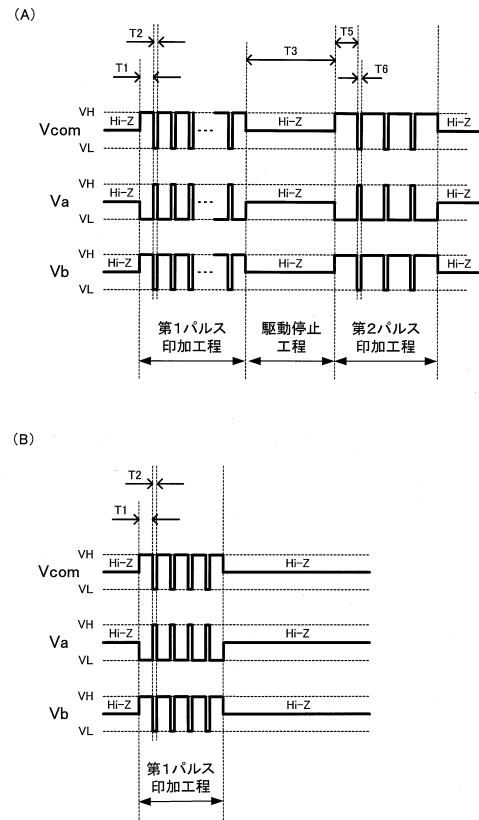 (A)
T2
T5
T3
T1
T6
VH
Hi-Z
Hi-Z
Hi-Z
Vcom
VL
VH
Hi-Z
Hi-Z
Hi-Z
Va
VL
VH
Hi-Z
Hi-Z
Hi-Z
Vb
VL
第1パルス
印加工程
駆動停止
工程
第2パルス
印加工程
(B)
T2
T1
VH
Hi-Z
Hi-Z
Vcom
VL
VH
Hi-Z
Hi-Z
Va
VL
VH
Hi-Z
Hi-Z
Vb
VL
第1パルス
印加工程